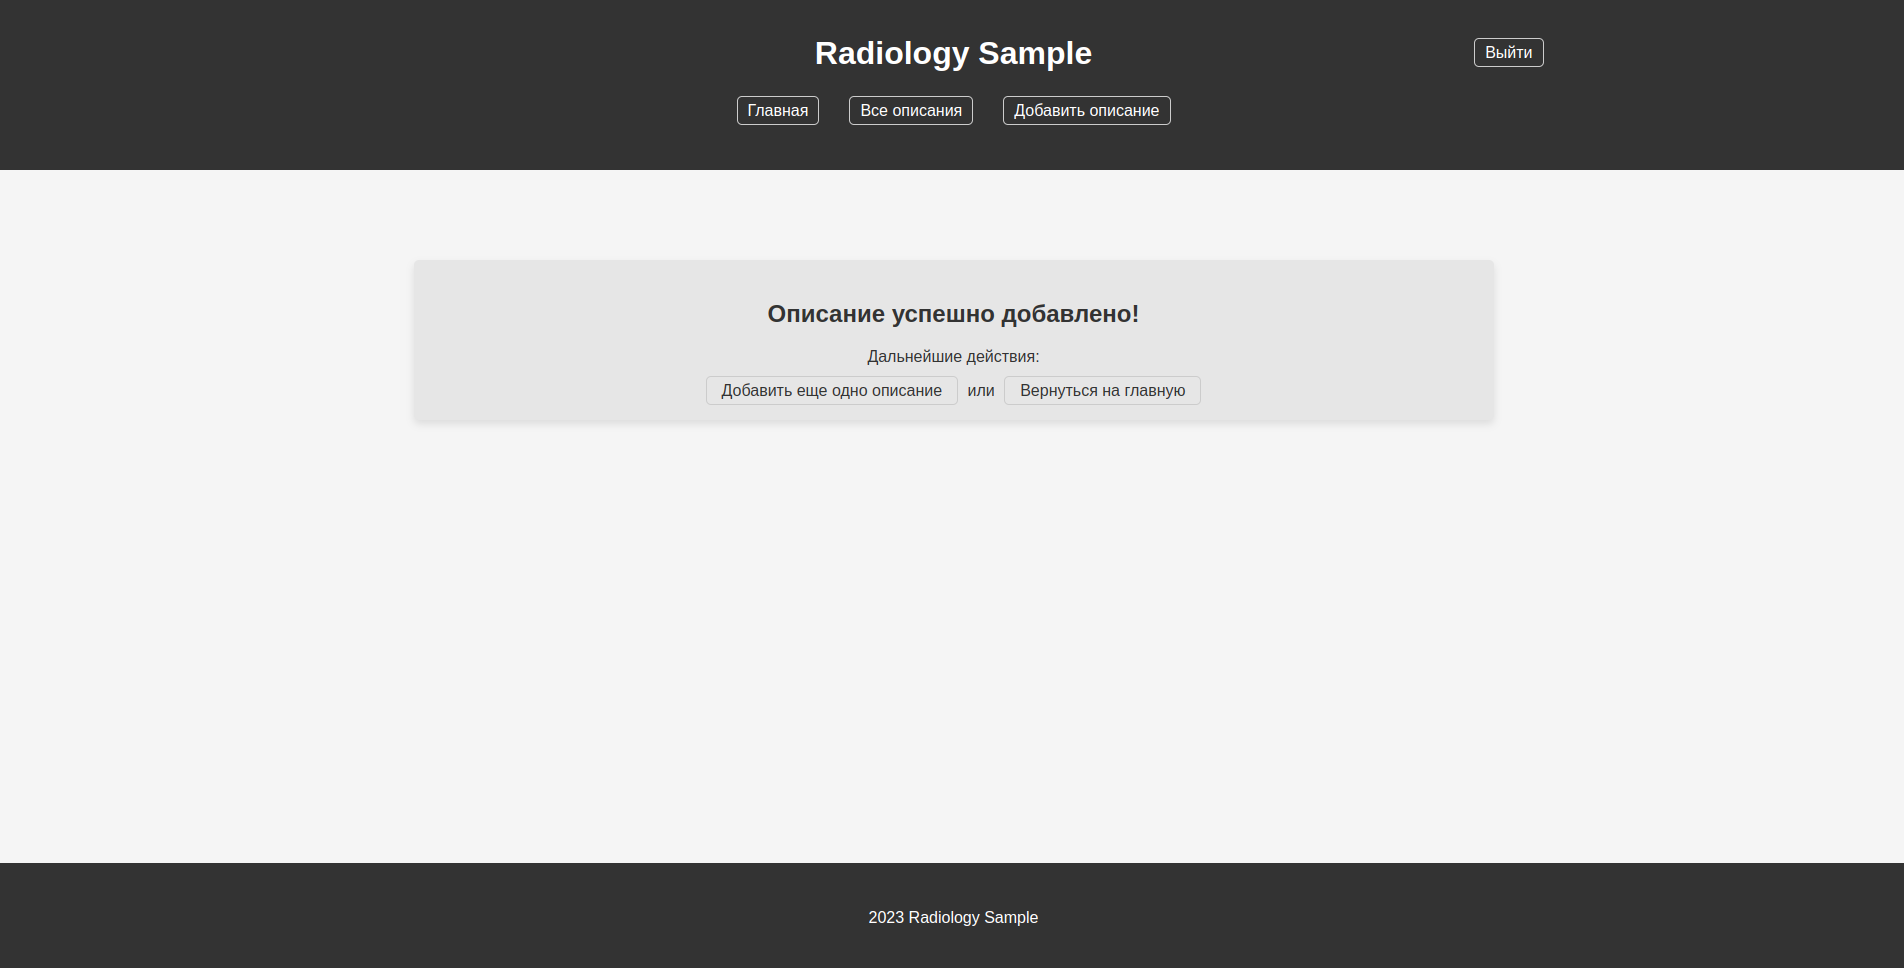 Radiology Sample
Выйти
Главная
Все описания
Добавить описание
Описание успешно добавлено!
Дальнейшие действия:
Добавить еще одно описание или Вернуться на главную
2023 Radiology Sample